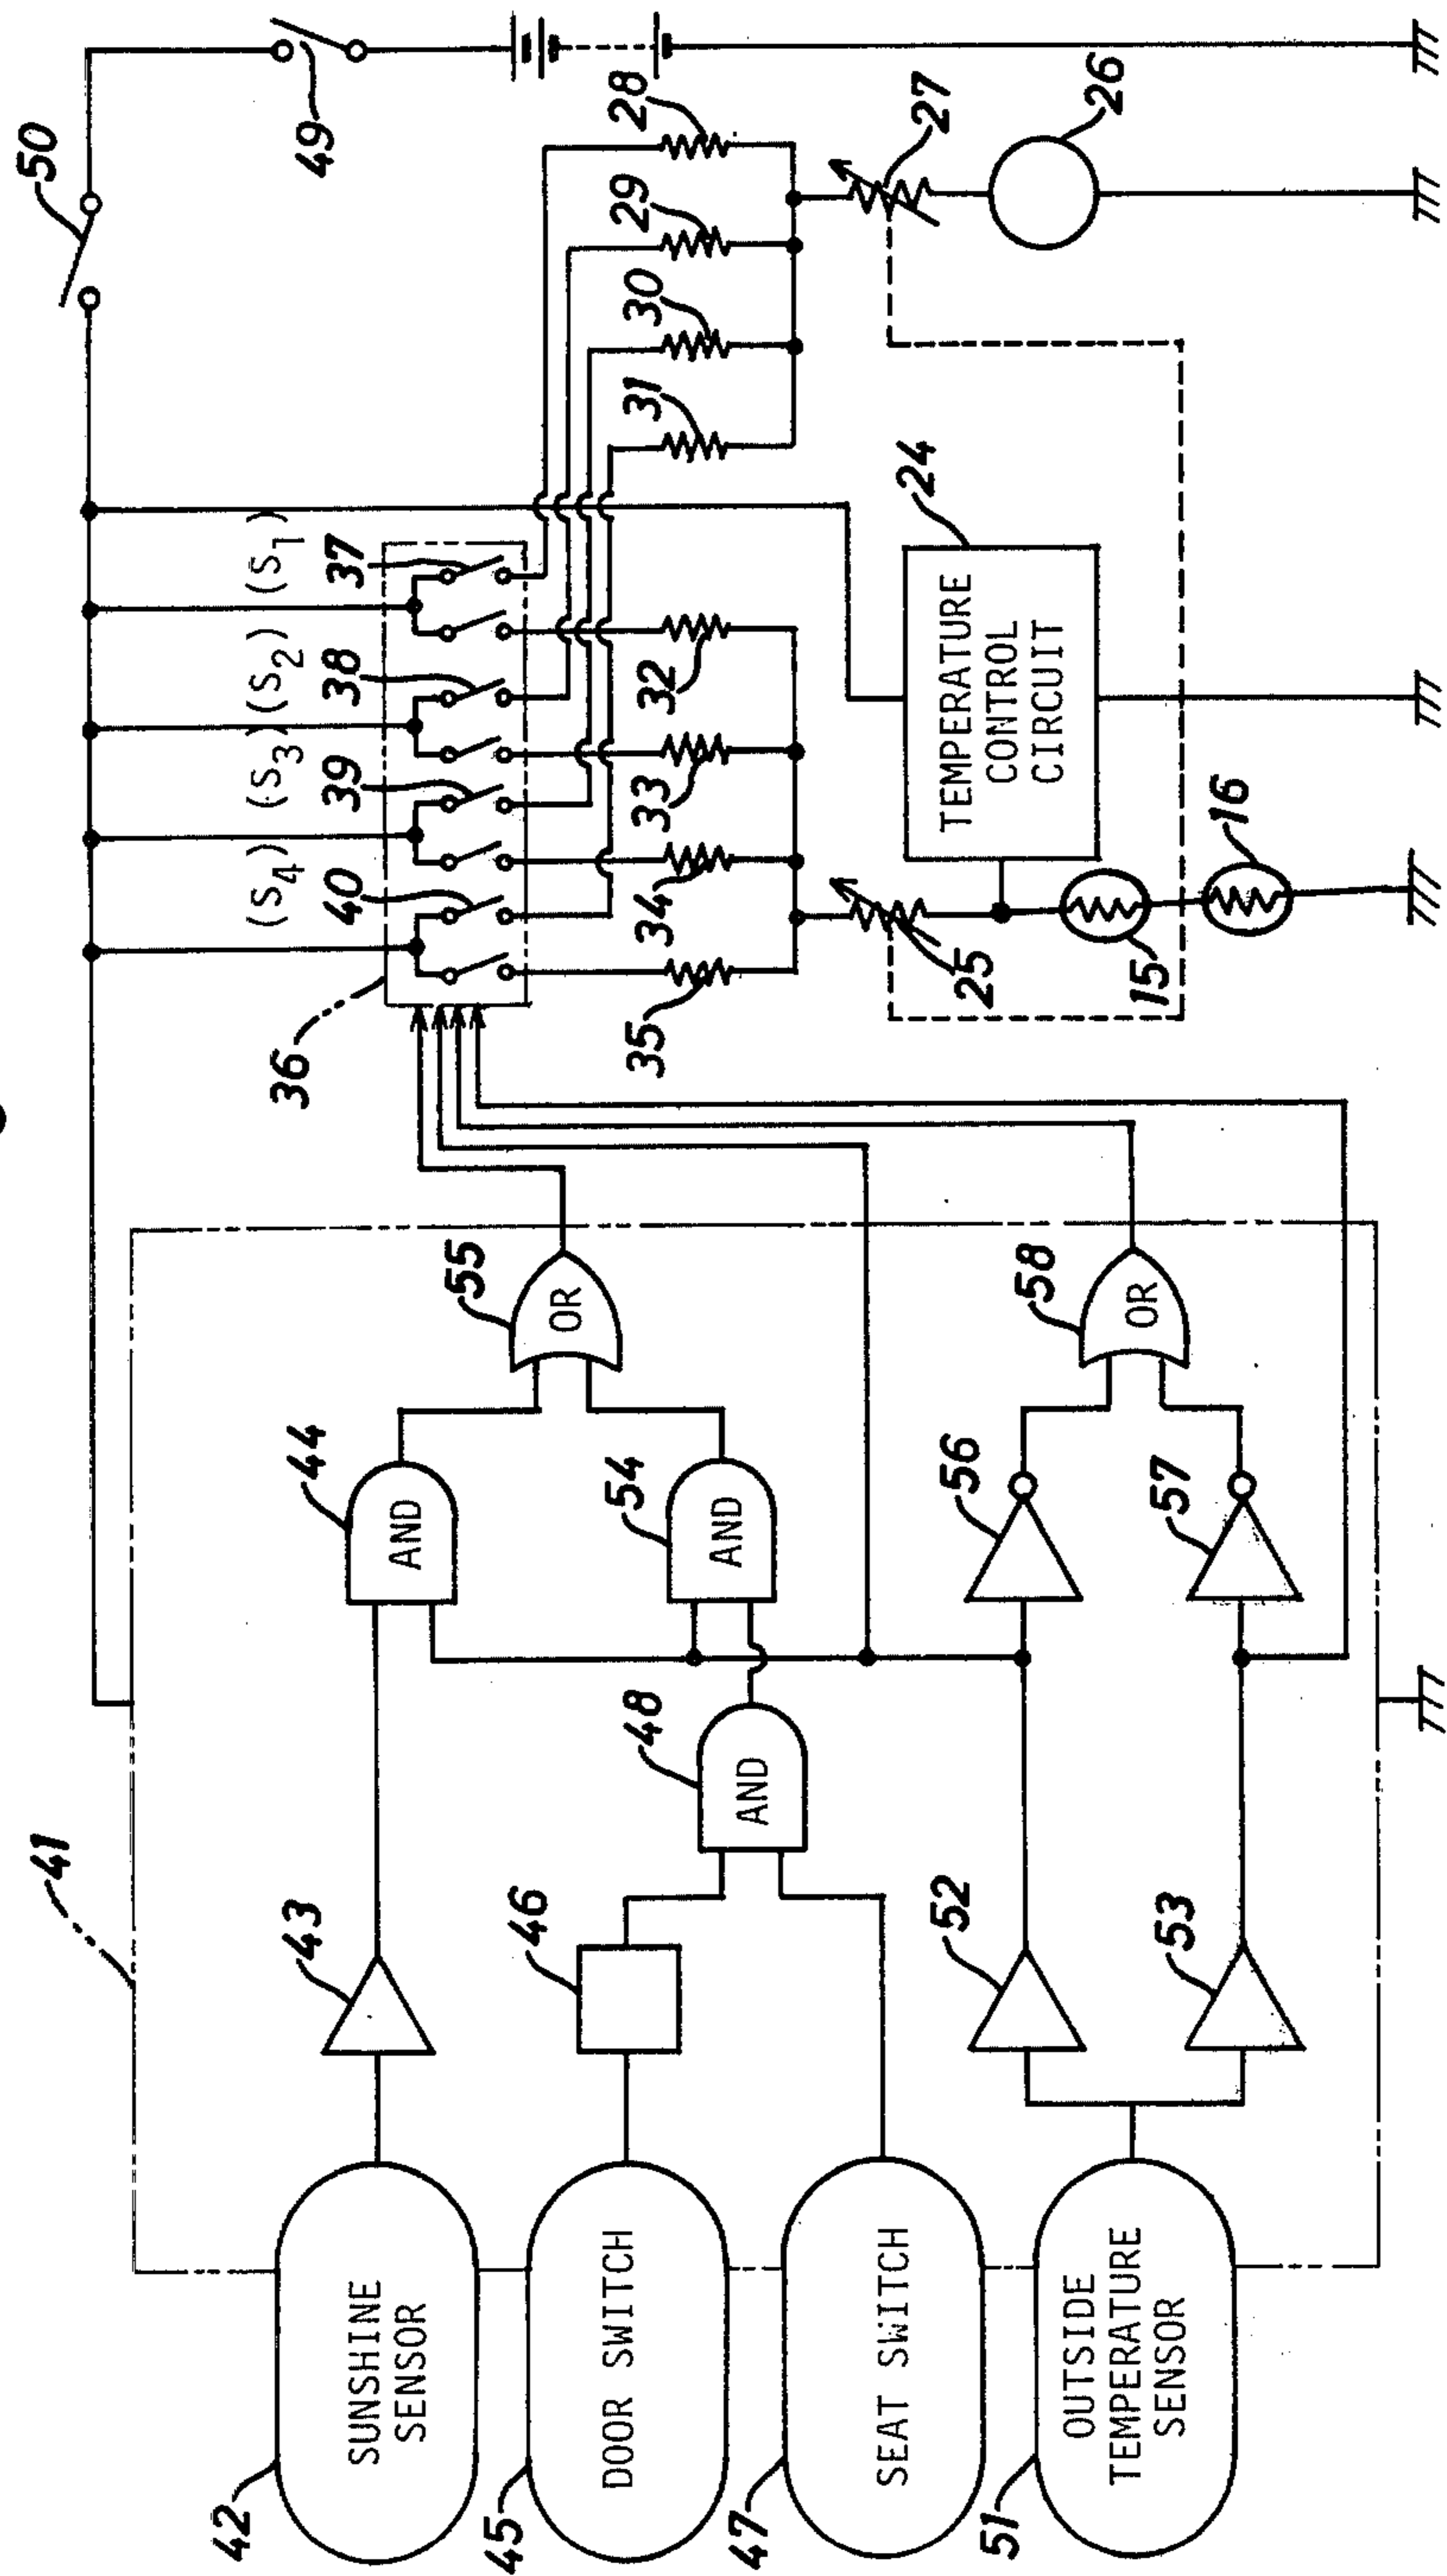 50
49
(S4) (S3) (S2) (S1)
36
40
39
38
37
28
29
30
31
35
34
33
32
27
26
24
TEMPERATURE
CONTROL
CIRCUIT
25
15
16
41
42
SUNSHINE
SENSOR
43
44
AND
55
OR
45
DOOR SWITCH
46
48
AND
54
AND
47
SEAT SWITCH
51
OUTSIDE
TEMPERATURE
SENSOR
52
53
56
57
58
OR